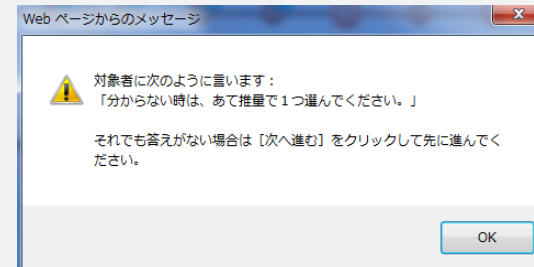 Web ページからのメッセージ
対象者に次のように言います：
「分からない時は、あて推量で１つ選んでください。」
それでも答えがない場合は［次へ進む］をクリックして先に進んでく
ださい。
OK